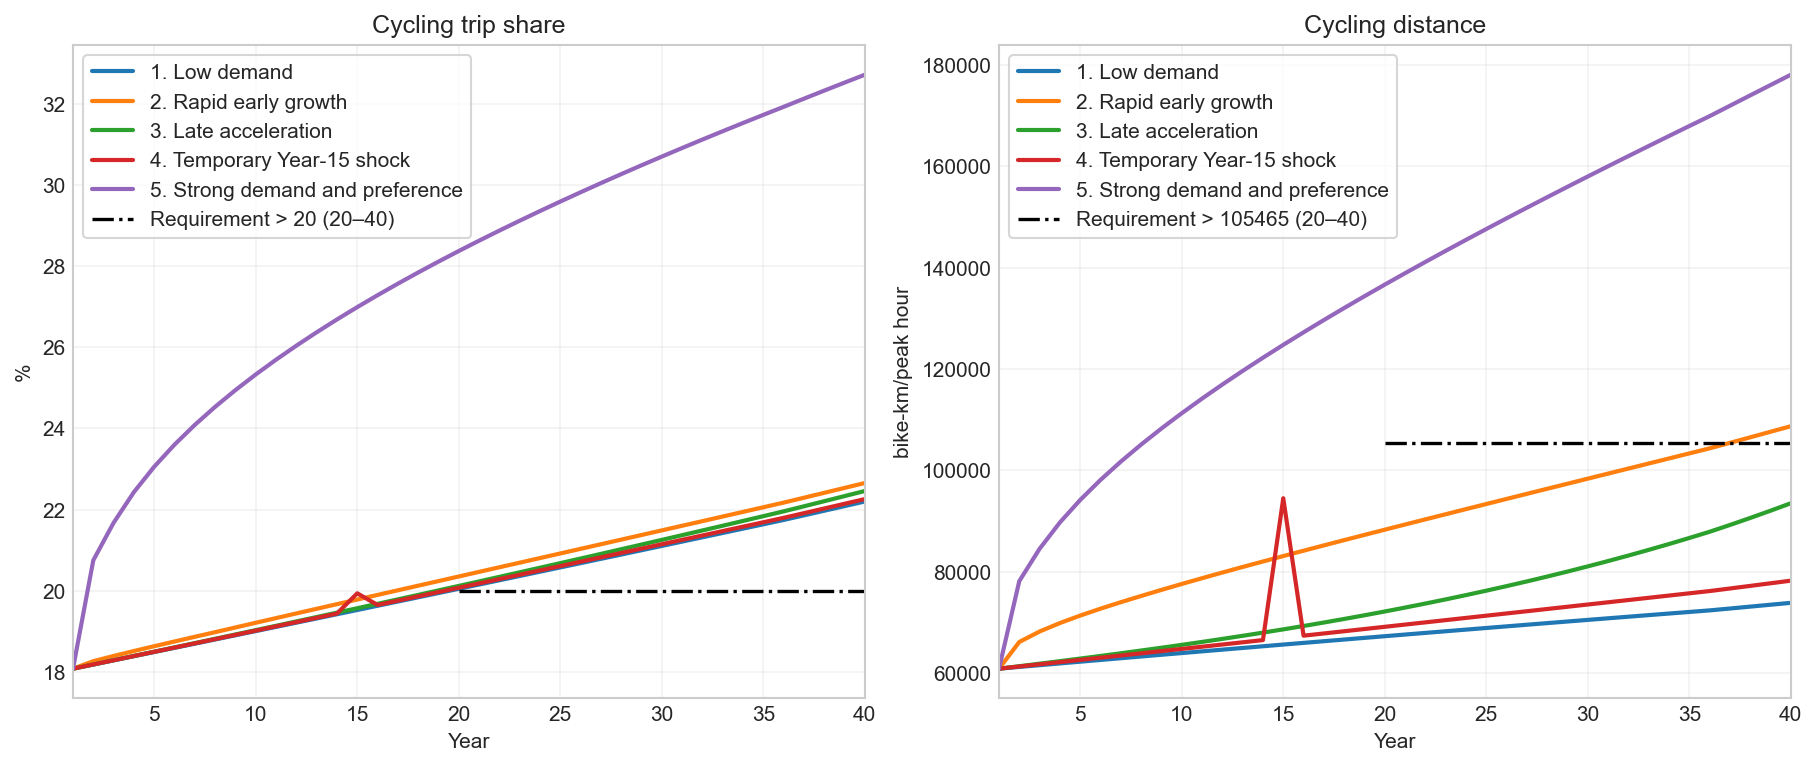 Cycling trip share
32
30
28
26
24
22
20
18
%
1. Low demand
2. Rapid early growth
3. Late acceleration
4. Temporary Year-15 shock
5. Strong demand and preference
Requirement > 20 (20–40)
5 10 15 20 25 30 35 40
Year
Cycling distance
180000
160000
140000
120000
100000
80000
60000
bike-km/peak hour
1. Low demand
2. Rapid early growth
3. Late acceleration
4. Temporary Year-15 shock
5. Strong demand and preference
Requirement > 105465 (20–40)
5 10 15 20 25 30 35 40
Year